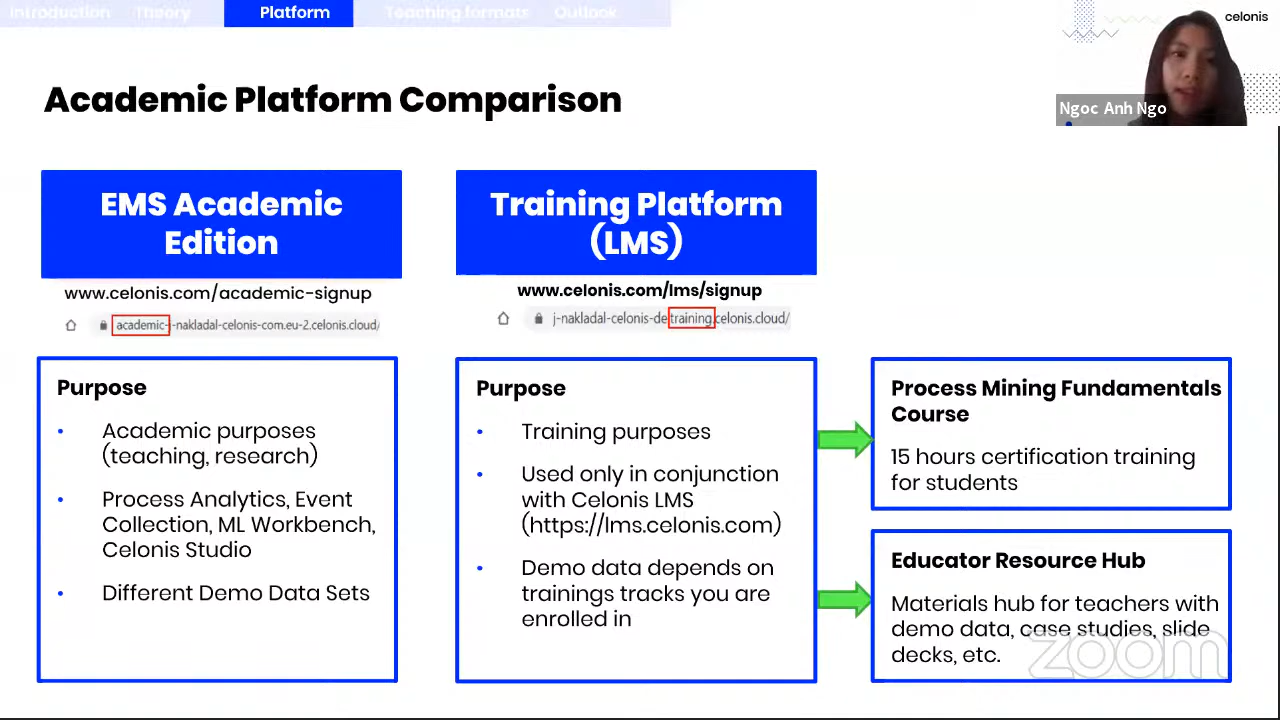 Introduction Theory Platform Teaching formats Outlook
celonis
Academic Platform Comparison
Ngoc Anh Ngo
EMS Academic
Edition
www.celonis.com/academic-signup
academic-j-nakladal-celonis-com.eu-2.celonis.cloud/
Purpose
• Academic purposes
(teaching, research)
• Process Analytics, Event
Collection, ML Workbench,
Celonis Studio
• Different Demo Data Sets
Training Platform
(LMS)
www.celonis.com/lms/signup
j-nakladal-celonis-de.training.celonis.cloud/
Purpose
• Training purposes
• Used only in conjunction
with Celonis LMS
(https://lms.celonis.com)
• Demo data depends on
trainings tracks you are
enrolled in
Process Mining Fundamentals
Course
15 hours certification training
for students
Educator Resource Hub
Materials hub for teachers with
demo data, case studies, slide
decks, etc.
zoom